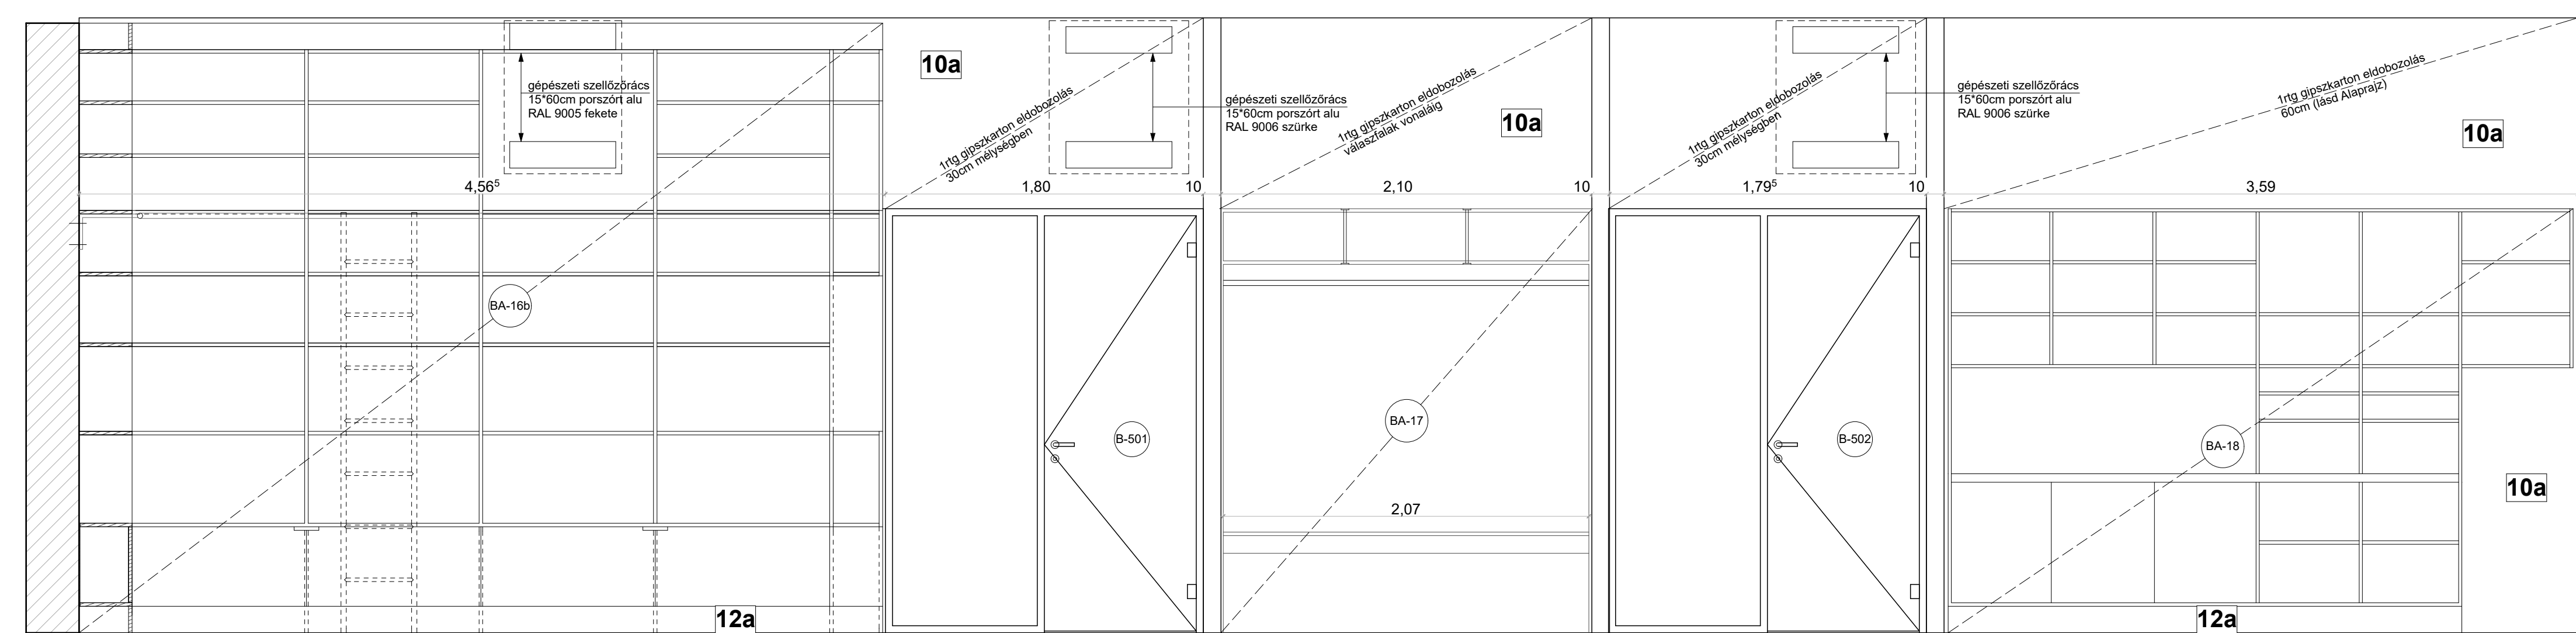 10a
gépészeti szellőzőrács
15*60cm porszórt alu
RAL 9005 fekete
1rtg gipszkarton eldobozolás
30cm mélységben
gépészeti szellőzőrács
15*60cm porszórt alu
RAL 9006 szürke
1rtg gipszkarton eldobozolás
válaszfalak vonaláig
10a
1rtg gipszkarton eldobozolás
30cm mélységben
gépészeti szellőzőrács
15*60cm porszórt alu
RAL 9006 szürke
1rtg gipszkarton eldobozolás
60cm (lásd Alaprajz)
10a
4,56⁵
1,80
10
2,10
10
1,79⁵
10
3,59
BA-16b
B-501
BA-17
B-502
BA-18
10a
2,07
12a
12a